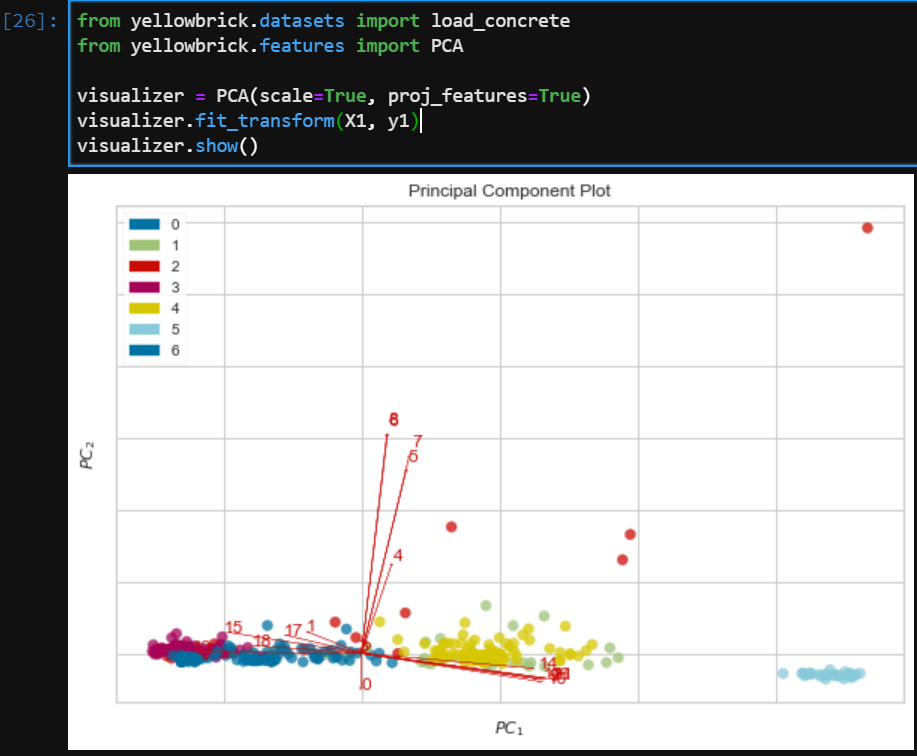 [26]:
from yellowbrick.datasets import load_concrete
from yellowbrick.features import PCA
visualizer = PCA(scale=True, proj_features=True)
visualizer.fit_transform(X1, y1)
visualizer.show()
Principal Component Plot
0
1
2
3
4
5
6
8
7
5
4
15
17
1
18
14
0
PC₂
PC₁